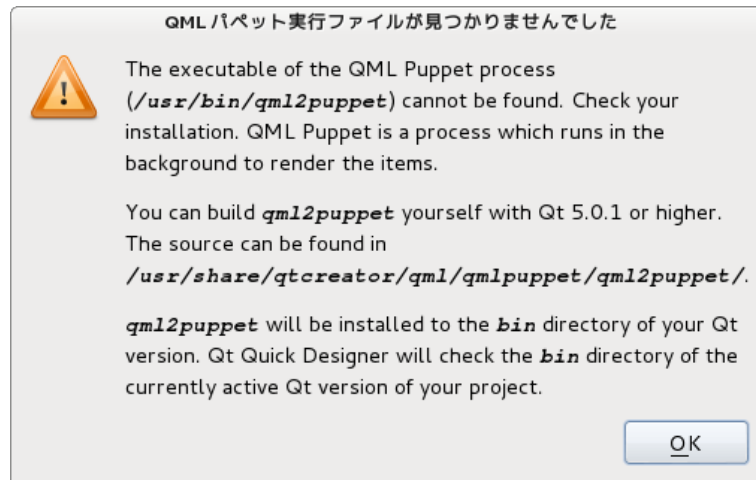 QML パペット実行ファイルが見つかりませんでした
The executable of the QML Puppet process
(/usr/bin/qml2puppet) cannot be found. Check your
installation. QML Puppet is a process which runs in the
background to render the items.
You can build qml2puppet yourself with Qt 5.0.1 or higher.
The source can be found in
/usr/share/qtcreator/qml/qmlpuppet/qml2puppet/.
qml2puppet will be installed to the bin directory of your Qt
version. Qt Quick Designer will check the bin directory of the
currently active Qt version of your project.
OK